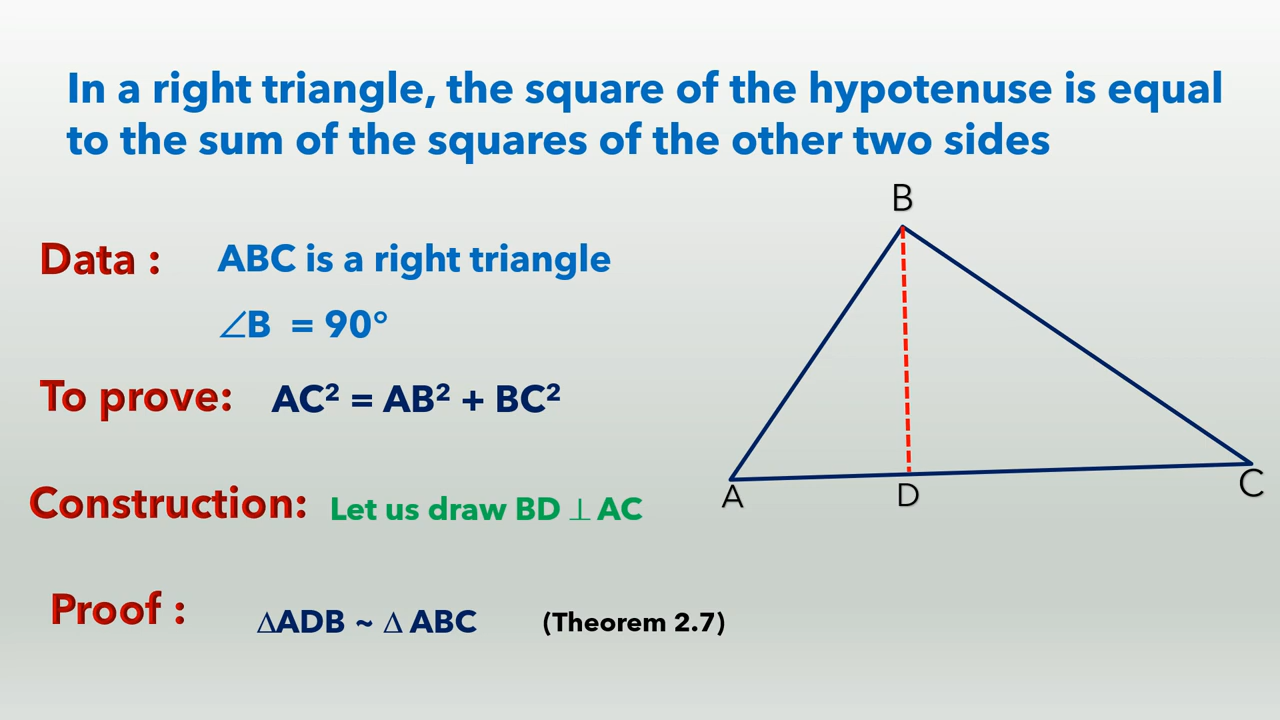 In a right triangle, the square of the hypotenuse is equal
to the sum of the squares of the other two sides
B
Data : ABC is a right triangle
∠B = 90°
To prove: AC² = AB² + BC²
A D C
Construction: Let us draw BD ⊥ AC
Proof : ∆ADB ~ ∆ ABC (Theorem 2.7)